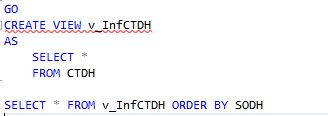 GO
CREATE VIEW v_InfCTDH
AS
SELECT *
FROM CTDH
SELECT * FROM v_InfCTDH ORDER BY SODH